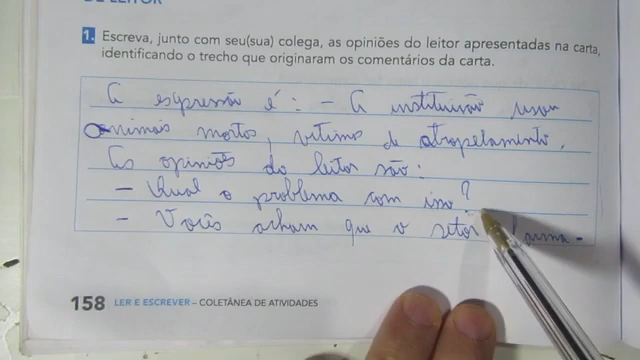 DE LEITOR
1. Escreva, junto com seu(sua) colega, as opiniões do leitor apresentadas na carta,
identificando o trecho que originaram os comentários da carta.
A expressão é: - A instituição usou
animais mortos, vítimas de atropelamento.
As opiniões do leitor são:
- Qual o problema com isso?
- Vocês acham que o setor farma-
158 LER E ESCREVER – COLETÂNEA DE ATIVIDADES